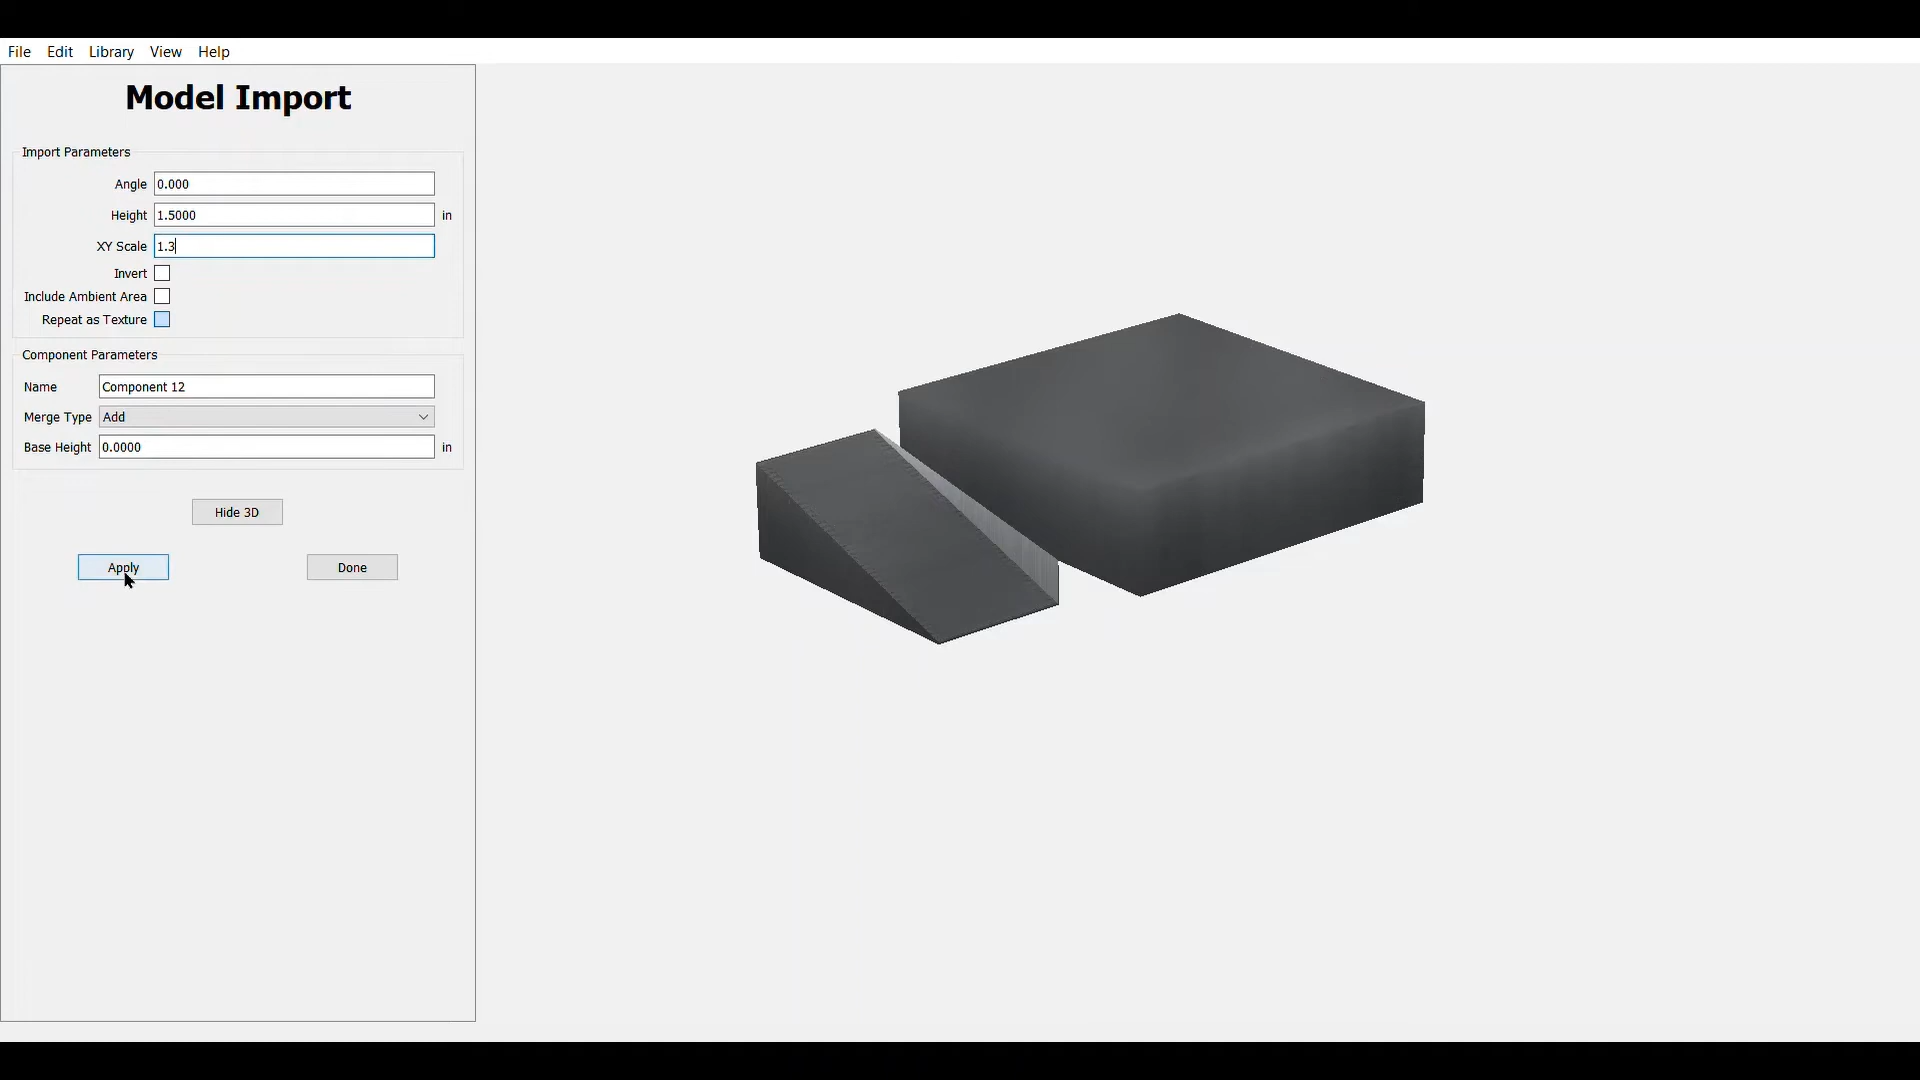 File Edit Library View Help
Model Import
Import Parameters
Angle 0.000
Height 1.5000 in
XY Scale 1.3
Invert
Include Ambient Area
Repeat as Texture
Component Parameters
Name Component 12
Merge Type Add
Base Height 0.0000 in
Hide 3D
Apply Done